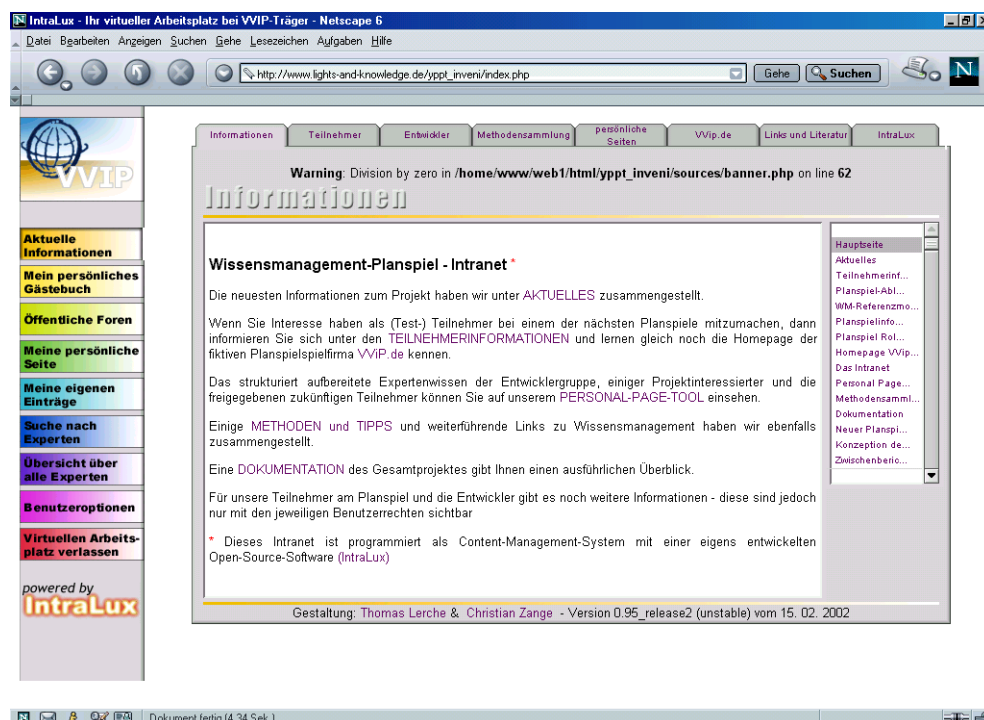 IntraLux - Ihr virtueller Arbeitsplatz bei VVIP-Träger - Netscape 6
Datei Bearbeiten Anzeigen Suchen Gehe Lesezeichen Aufgaben Hilfe
http://www.lights-and-knowledge.de/yppt_inveni/index.php
Gehe
Suchen
N
VVIP
Aktuelle
Informationen
Mein persönliches
Gästebuch
Öffentliche Foren
Meine persönliche
Seite
Meine eigenen
Einträge
Suche nach
Experten
Übersicht über
alle Experten
Benutzeroptionen
Virtuellen Arbeits-
platz verlassen
powered by
IntraLux
Informationen
Teilnehmer
Entwickler
Methodensammlung
persönliche
Seiten
VVip.de
Links und Literatur
IntraLux
Warning: Division by zero in /home/www/web1/html/yppt_inveni/sources/banner.php on line 62
Informationen
Wissensmanagement-Planspiel - Intranet *
Die neuesten Informationen zum Projekt haben wir unter AKTUELLES zusammengestellt.
Wenn Sie Interesse haben als (Test-) Teilnehmer bei einem der nächsten Planspiele mitzumachen, dann
informieren Sie sich unter den TEILNEHMERINFORMATIONEN und lernen gleich noch die Homepage der
fiktiven Planspielspielfirma VViP.de kennen.
Das strukturiert aufbereitete Expertenwissen der Entwicklergruppe, einiger Projektinteressierter und die
freigegebenen zukünftigen Teilnehmer können Sie auf unserem PERSONAL-PAGE-TOOL einsehen.
Einige METHODEN und TIPPS und weiterführende Links zu Wissensmanagement haben wir ebenfalls
zusammengestellt.
Eine DOKUMENTATION des Gesamtprojektes gibt Ihnen einen ausführlichen Überblick.
Für unsere Teilnehmer am Planspiel und die Entwickler gibt es noch weitere Informationen - diese sind jedoch
nur mit den jeweiligen Benutzerrechten sichtbar
* Dieses Intranet ist programmiert als Content-Management-System mit einer eigens entwickelten
Open-Source-Software (IntraLux)
Hauptseite
Aktuelles
Teilnehmerinf...
Planspiel-Abl...
WM-Referenzmo...
Planspielinfo...
Planspiel Rol...
Homepage VVip...
Das Intranet
Personal Page...
Methodensamml...
Dokumentation
Neuer Planspi...
Konzeption de...
Zwischenberic...
Gestaltung: Thomas Lerche & Christian Zange - Version 0.95_release2 (unstable) vom 15. 02. 2002
Dokument fertig (4.34 Sek.)